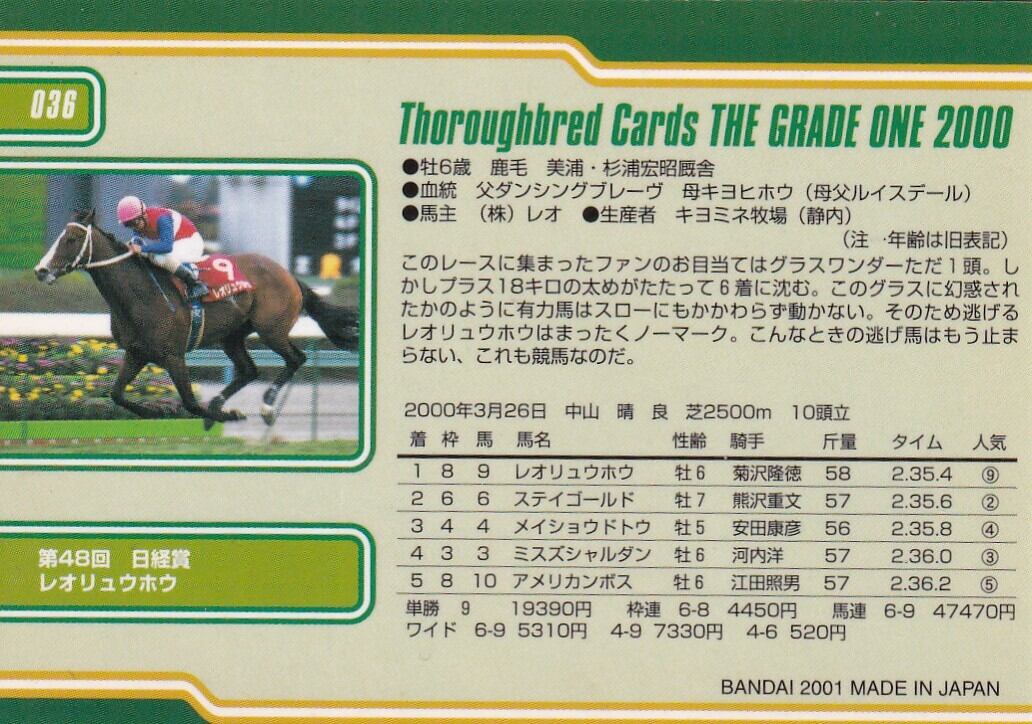 036
Thoroughbred Cards THE GRADE ONE 2000
●牡6歳 鹿毛 美浦・杉浦宏昭厩舎
●血統 父ダンシングブレーヴ 母キヨヒホウ（母父ルイスデール）
●馬主 （株）レオ ●生産者 キヨミネ牧場（静内）
（注 ・年齢は旧表記）
このレースに集まったファンのお目当てはグラスワンダーただ1頭。し
かしプラス18キロの太めがたたって6着に沈む。このグラスに幻惑され
たかのように有力馬はスローにもかかわらず動かない。そのため逃げる
レオリュウホウはまったくノーマーク。こんなときの逃げ馬はもう止ま
らない、これも競馬なのだ。
9
レオリュウホウ
2000年3月26日 中山 晴 良 芝2500m 10頭立
着 枠 馬 馬名 性齢 騎手 斤量 タイム 人気
1 8 9 レオリュウホウ 牡6 菊沢隆徳 58 2.35.4 ⑨
2 6 6 ステイゴールド 牡7 熊沢重文 57 2.35.6 ②
3 4 4 メイショウドトウ 牡5 安田康彦 56 2.35.8 ④
4 3 3 ミスズシャルダン 牡6 河内洋 57 2.36.0 ③
5 8 10 アメリカンボス 牡6 江田照男 57 2.36.2 ⑤
単勝 9 19390円 枠連 6-8 4450円 馬連 6-9 47470円
ワイド 6-9 5310円 4-9 7330円 4-6 520円
第48回 日経賞
レオリュウホウ
BANDAI 2001 MADE IN JAPAN